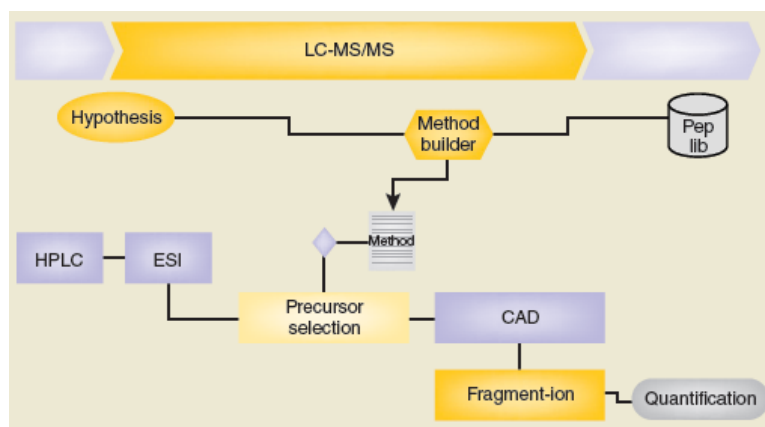 LC-MS/MS
Hypothesis
Method
builder
Pep
lib
Method
HPLC
ESI
Precursor
selection
CAD
Fragment-ion
Quantification